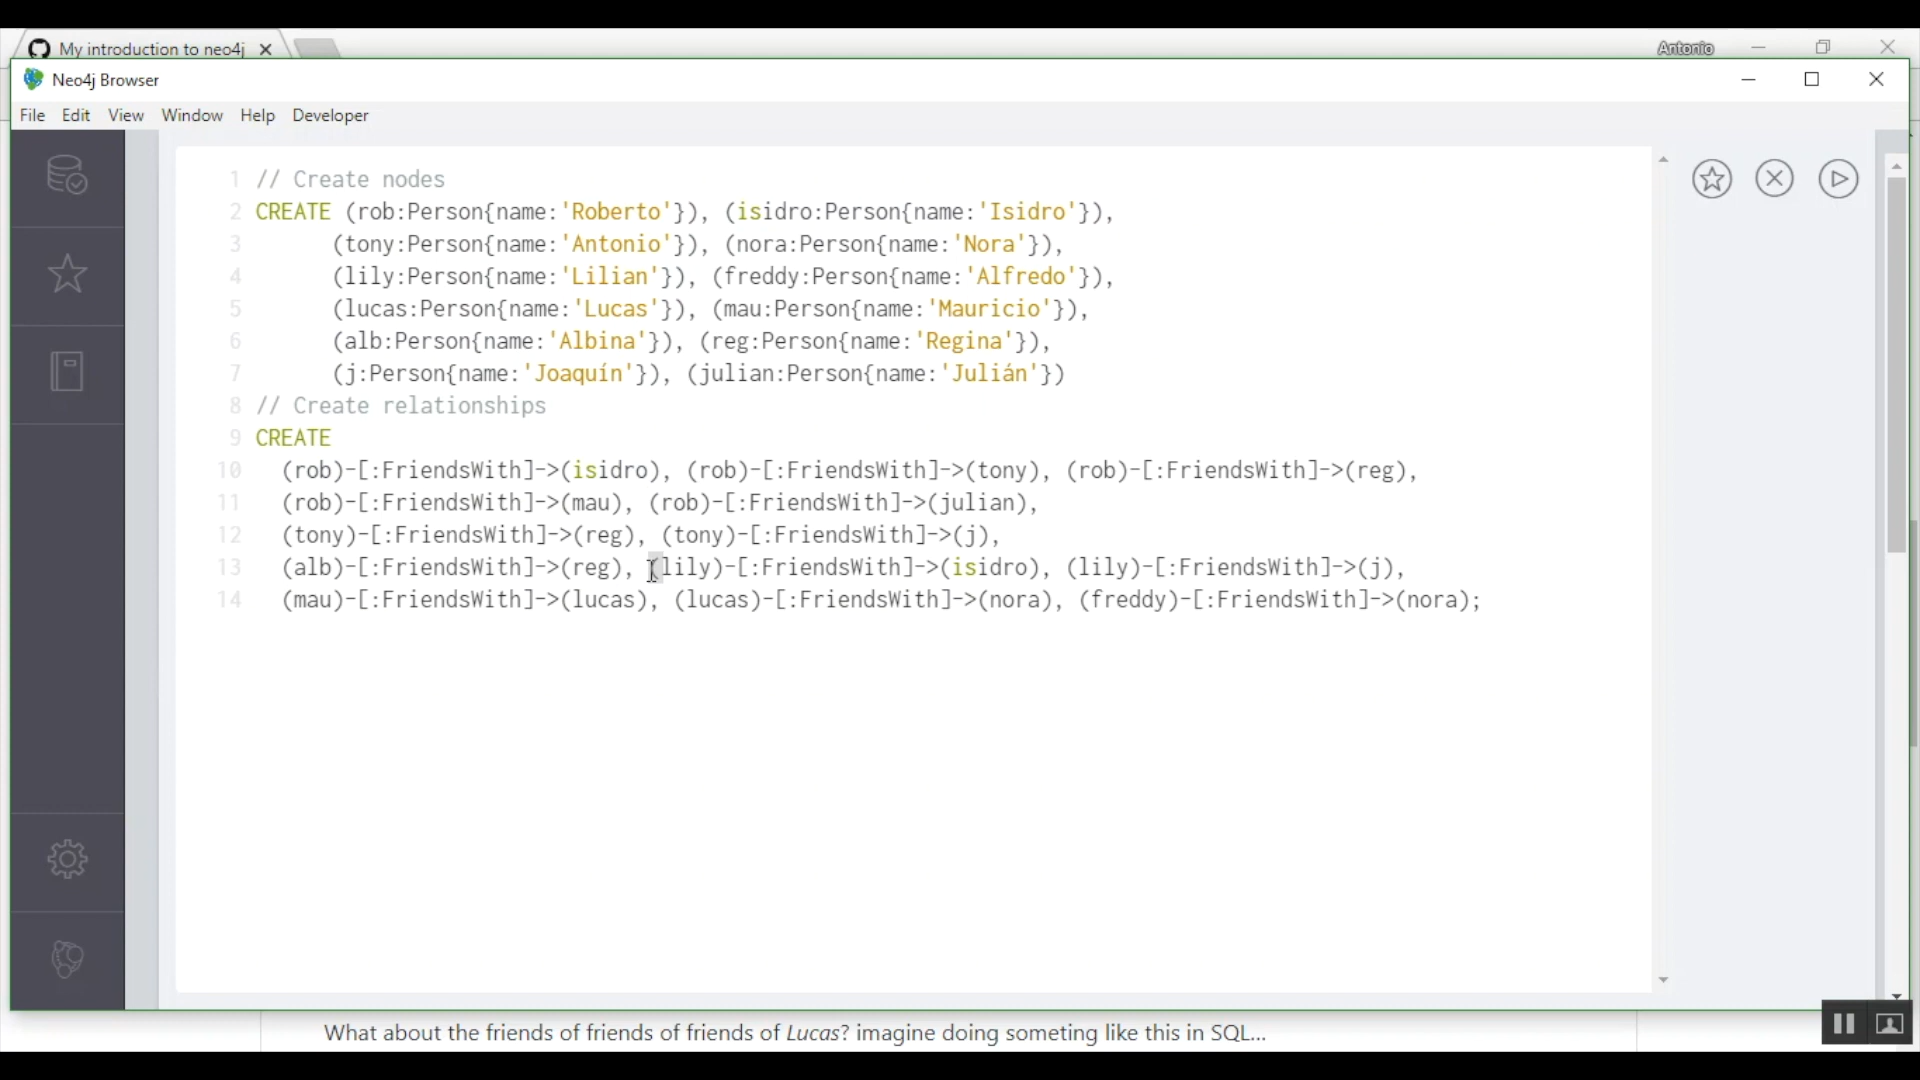 My introduction to neo4j
Antonio
Neo4j Browser
File Edit View Window Help Developer
1 // Create nodes
2 CREATE (rob:Person{name:'Roberto'}), (isidro:Person{name:'Isidro'}),
3 (tony:Person{name:'Antonio'}), (nora:Person{name:'Nora'}),
4 (lily:Person{name:'Lilian'}), (freddy:Person{name:'Alfredo'}),
5 (lucas:Person{name:'Lucas'}), (mau:Person{name:'Mauricio'}),
6 (alb:Person{name:'Albina'}), (reg:Person{name:'Regina'}),
7 (j:Person{name:'Joaquín'}), (julian:Person{name:'Julián'})
8 // Create relationships
9 CREATE
10 (rob)-[:FriendsWith]->(isidro), (rob)-[:FriendsWith]->(tony), (rob)-[:FriendsWith]->(reg),
11 (rob)-[:FriendsWith]->(mau), (rob)-[:FriendsWith]->(julian),
12 (tony)-[:FriendsWith]->(reg), (tony)-[:FriendsWith]->(j),
13 (alb)-[:FriendsWith]->(reg), (lily)-[:FriendsWith]->(isidro), (lily)-[:FriendsWith]->(j),
14 (mau)-[:FriendsWith]->(lucas), (lucas)-[:FriendsWith]->(nora), (freddy)-[:FriendsWith]->(nora);
What about the friends of friends of friends of Lucas? imagine doing someting like this in SQL...